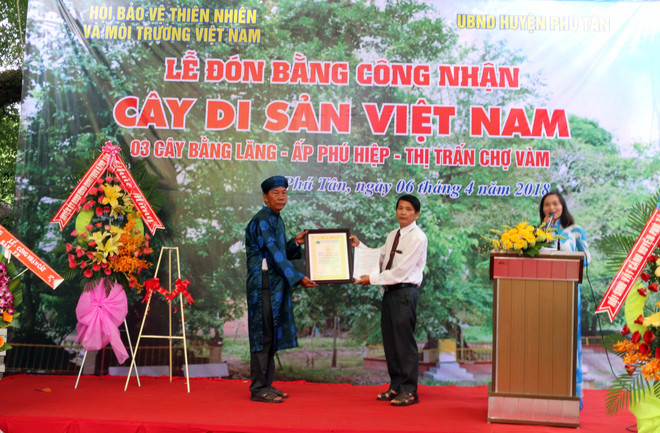 HỘI BẢO VỆ THIÊN NHIÊN
VÀ MÔI TRƯỜNG VIỆT NAM
UBND HUYỆN PHÚ TÂN
LỄ ĐÓN BẰNG CÔNG NHẬN
CÂY DI SẢN VIỆT NAM
03 CÂY BẰNG LĂNG - ẤP PHÚ HIỆP - THỊ TRẤN CHỢ VÀM
Phú Tân, ngày 06 tháng 4 năm 2018